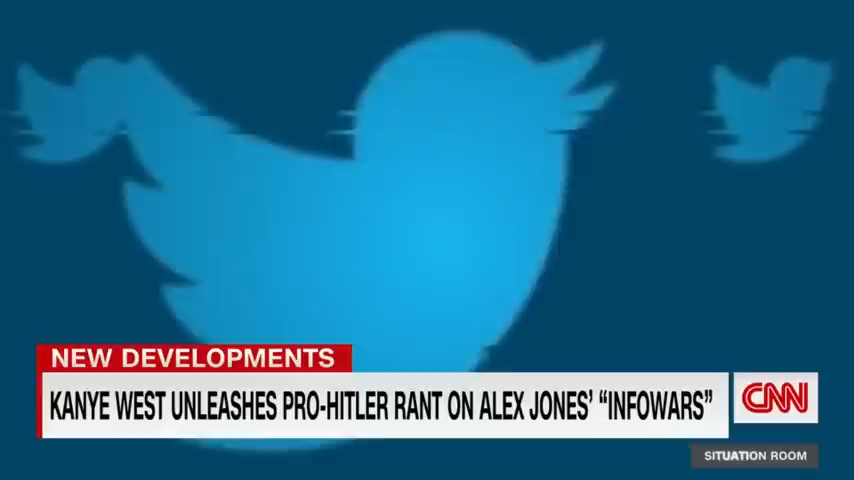 NEW DEVELOPMENTS
KANYE WEST UNLEASHES PRO-HITLER RANT ON ALEX JONES’ “INFOWARS”
CNN
SITUATION ROOM